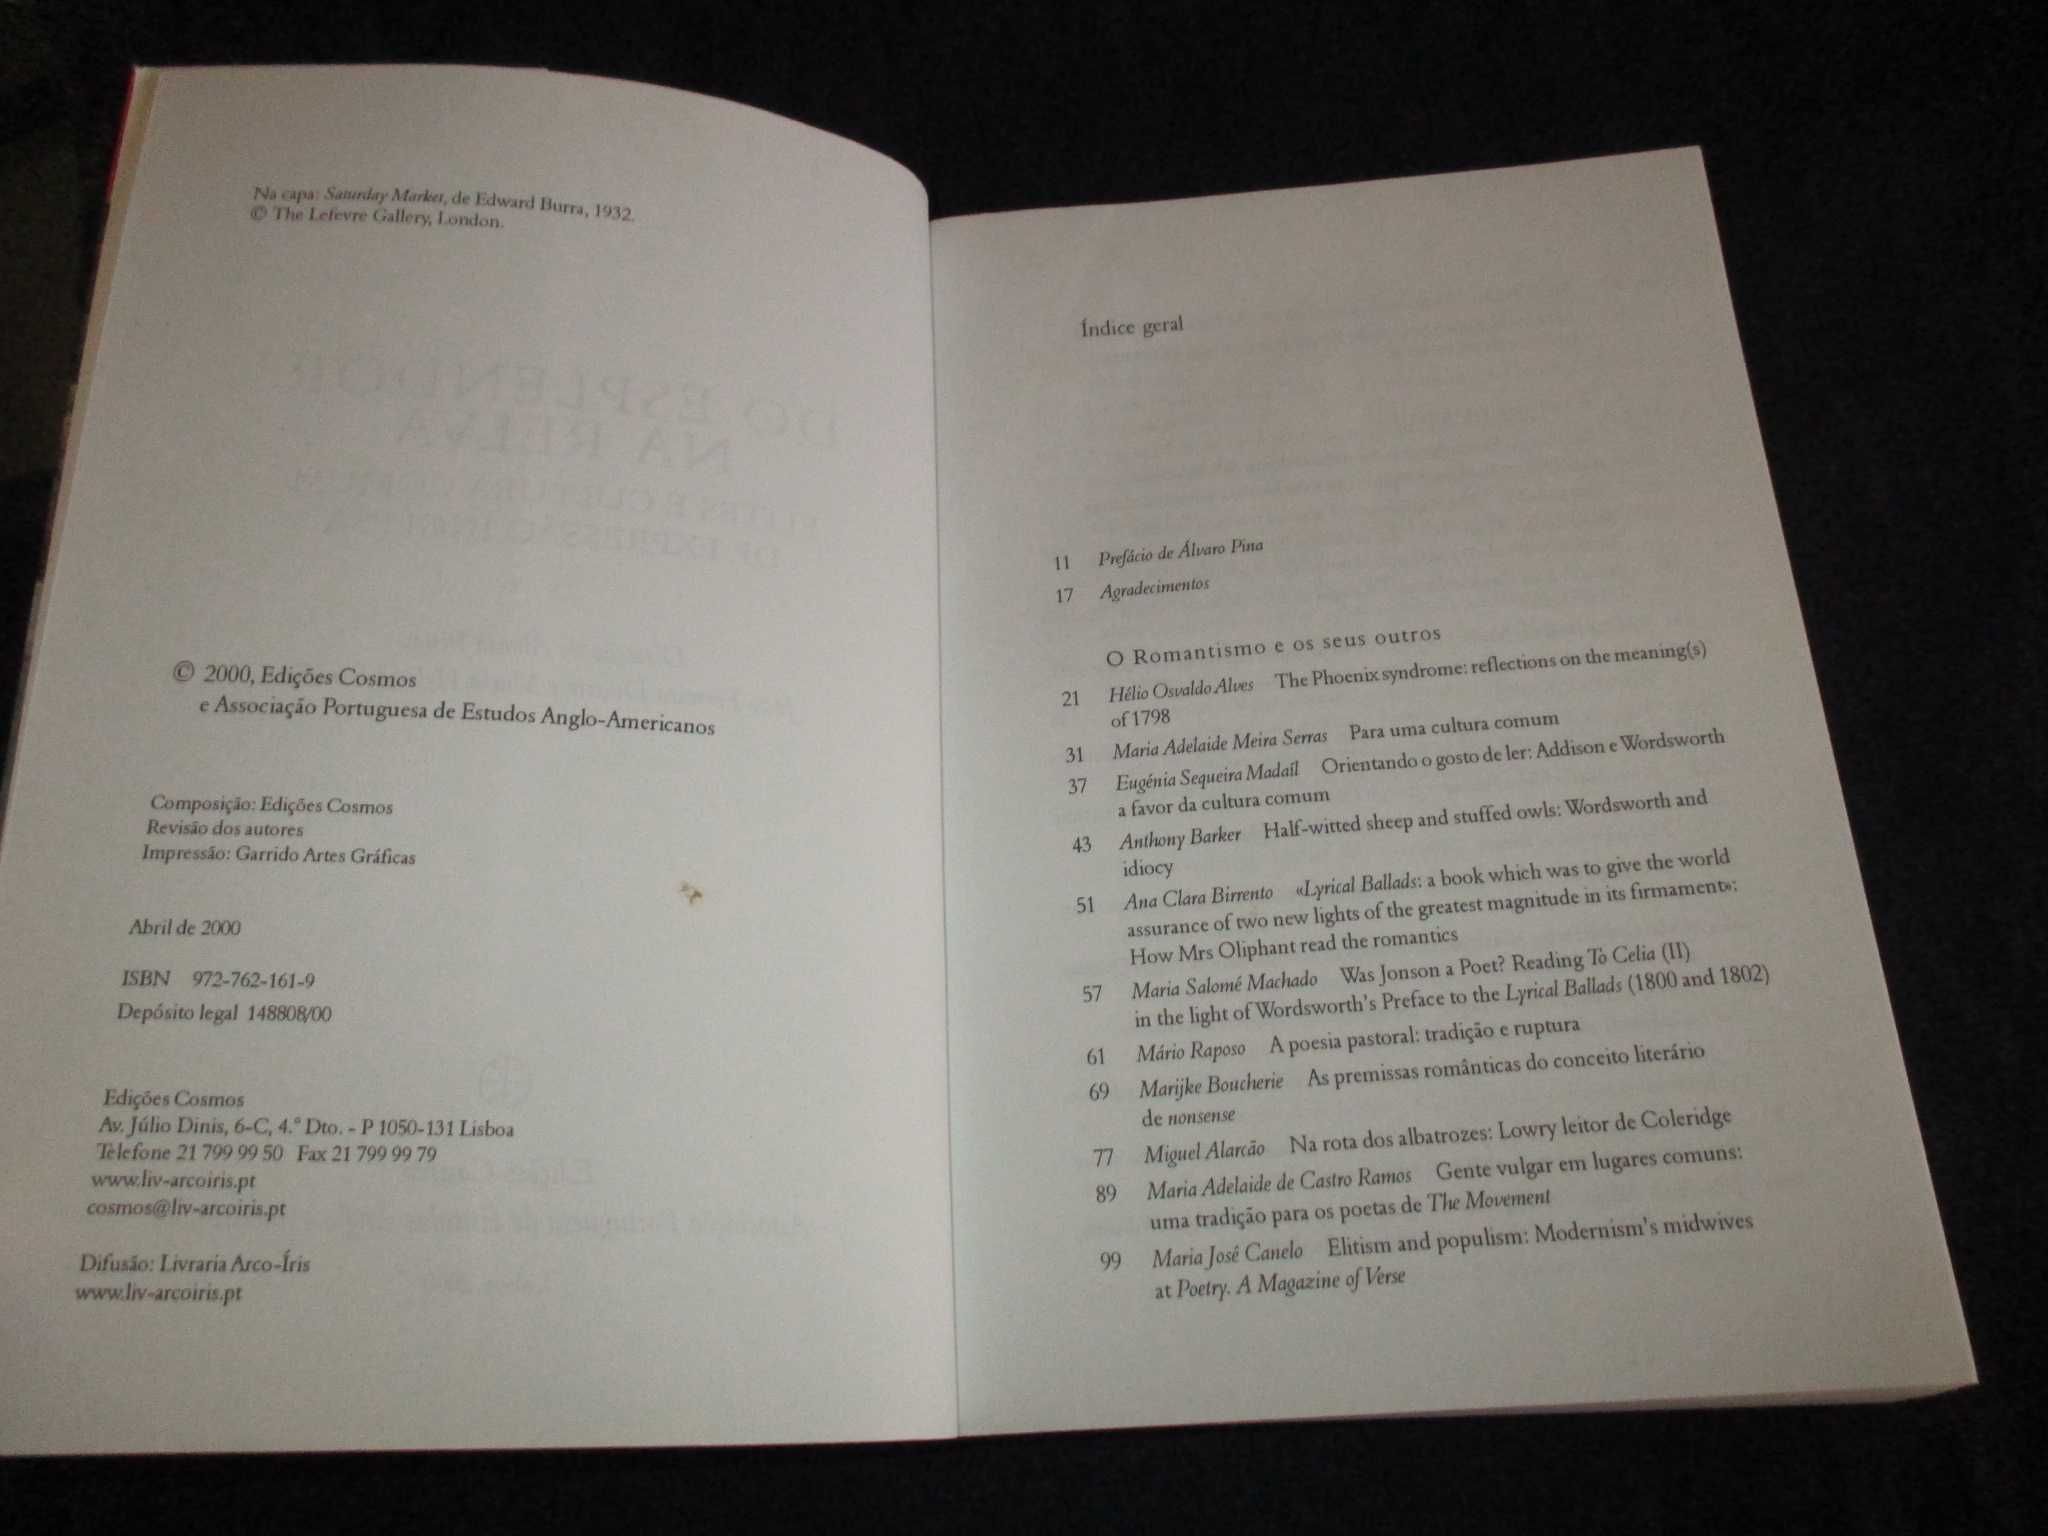 Na capa: Saturday Market, de Edward Burra, 1932.
© The Lefevre Gallery, London.
© 2000, Edições Cosmos
e Associação Portuguesa de Estudos Anglo-Americanos
Composição: Edições Cosmos
Revisão dos autores
Impressão: Garrido Artes Gráficas
Abril de 2000
ISBN 972-762-161-9
Depósito legal 148808/00
Edições Cosmos
Av. Júlio Dinis, 6-C, 4.º Dto. - P 1050-131 Lisboa
Telefone 21 799 99 50 Fax 21 799 99 79
www.liv-arcoiris.pt
cosmos@liv-arcoiris.pt
Difusão: Livraria Arco-Íris
www.liv-arcoiris.pt
Índice geral
11 Prefácio de Álvaro Pina
17 Agradecimentos
O Romantismo e os seus outros
21 Hélio Osvaldo Alves The Phoenix syndrome: reflections on the meaning(s)
of 1798
31 Maria Adelaide Meira Serras Para uma cultura comum
37 Eugénia Sequeira Madaíl Orientando o gosto de ler: Addison e Wordsworth
a favor da cultura comum
43 Anthony Barker Half-witted sheep and stuffed owls: Wordsworth and
idiocy
51 Ana Clara Birrento «Lyrical Ballads: a book which was to give the world
assurance of two new lights of the greatest magnitude in its firmament»:
How Mrs Oliphant read the romantics
57 Maria Salomé Machado Was Jonson a Poet? Reading To Celia (II)
in the light of Wordsworth's Preface to the Lyrical Ballads (1800 and 1802)
61 Mário Raposo A poesia pastoral: tradição e ruptura
69 Marijke Boucherie As premissas românticas do conceito literário
de nonsense
77 Miguel Alarcão Na rota dos albatrozes: Lowry leitor de Coleridge
89 Maria Adelaide de Castro Ramos Gente vulgar em lugares comuns:
uma tradição para os poetas de The Movement
99 Maria José Canelo Elitism and populism: Modernism's midwives
at Poetry. A Magazine of Verse